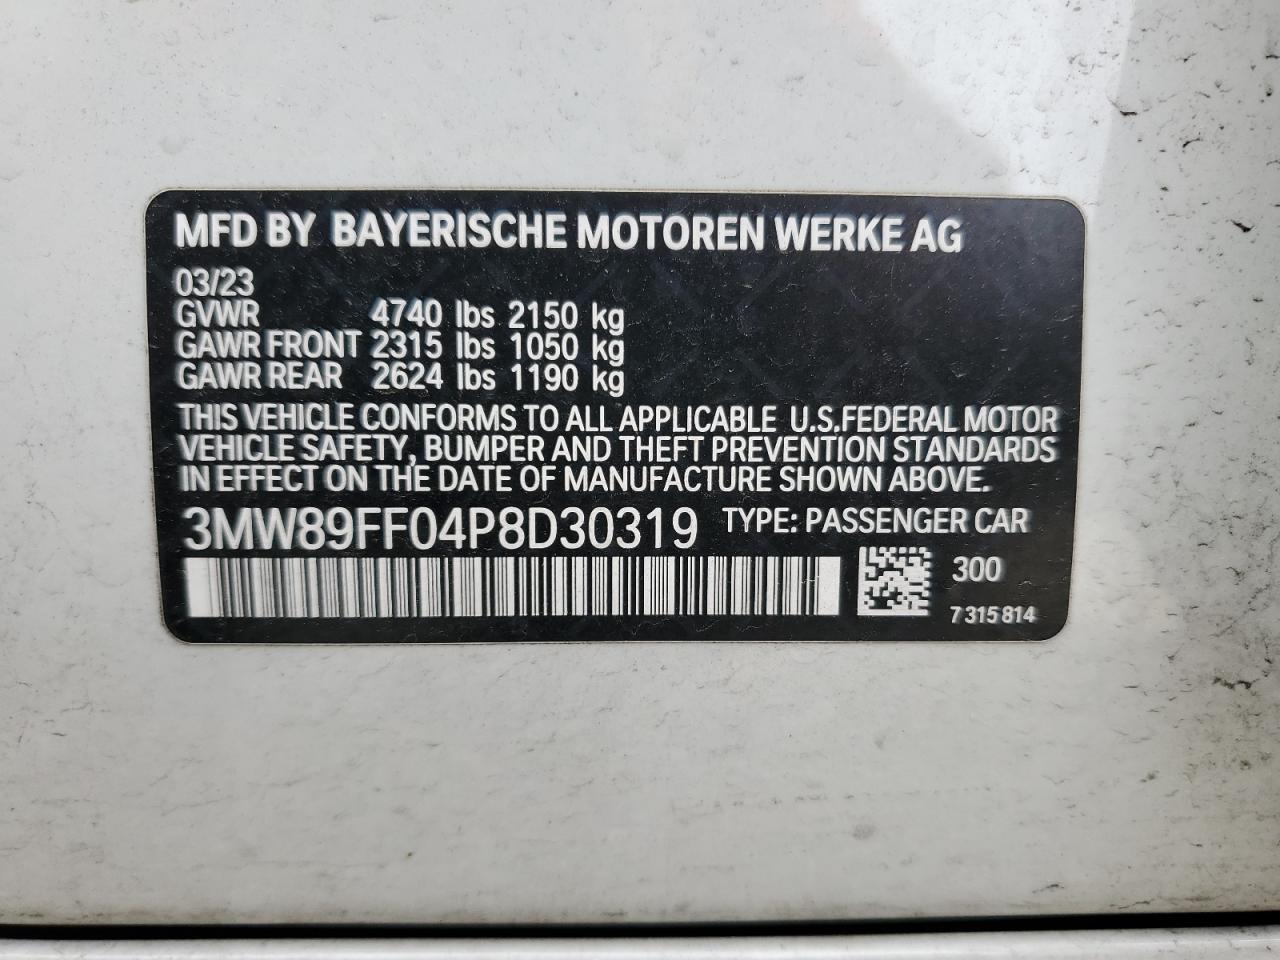 MFD BY BAYERISCHE MOTOREN WERKE AG
03/23
GVWR 4740 lbs 2150 kg
GAWR FRONT 2315 lbs 1050 kg
GAWR REAR 2624 lbs 1190 kg
THIS VEHICLE CONFORMS TO ALL APPLICABLE U.S.FEDERAL MOTOR
VEHICLE SAFETY, BUMPER AND THEFT PREVENTION STANDARDS
IN EFFECT ON THE DATE OF MANUFACTURE SHOWN ABOVE.
3MW89FF04P8D30319 TYPE: PASSENGER CAR
300
7 315 814